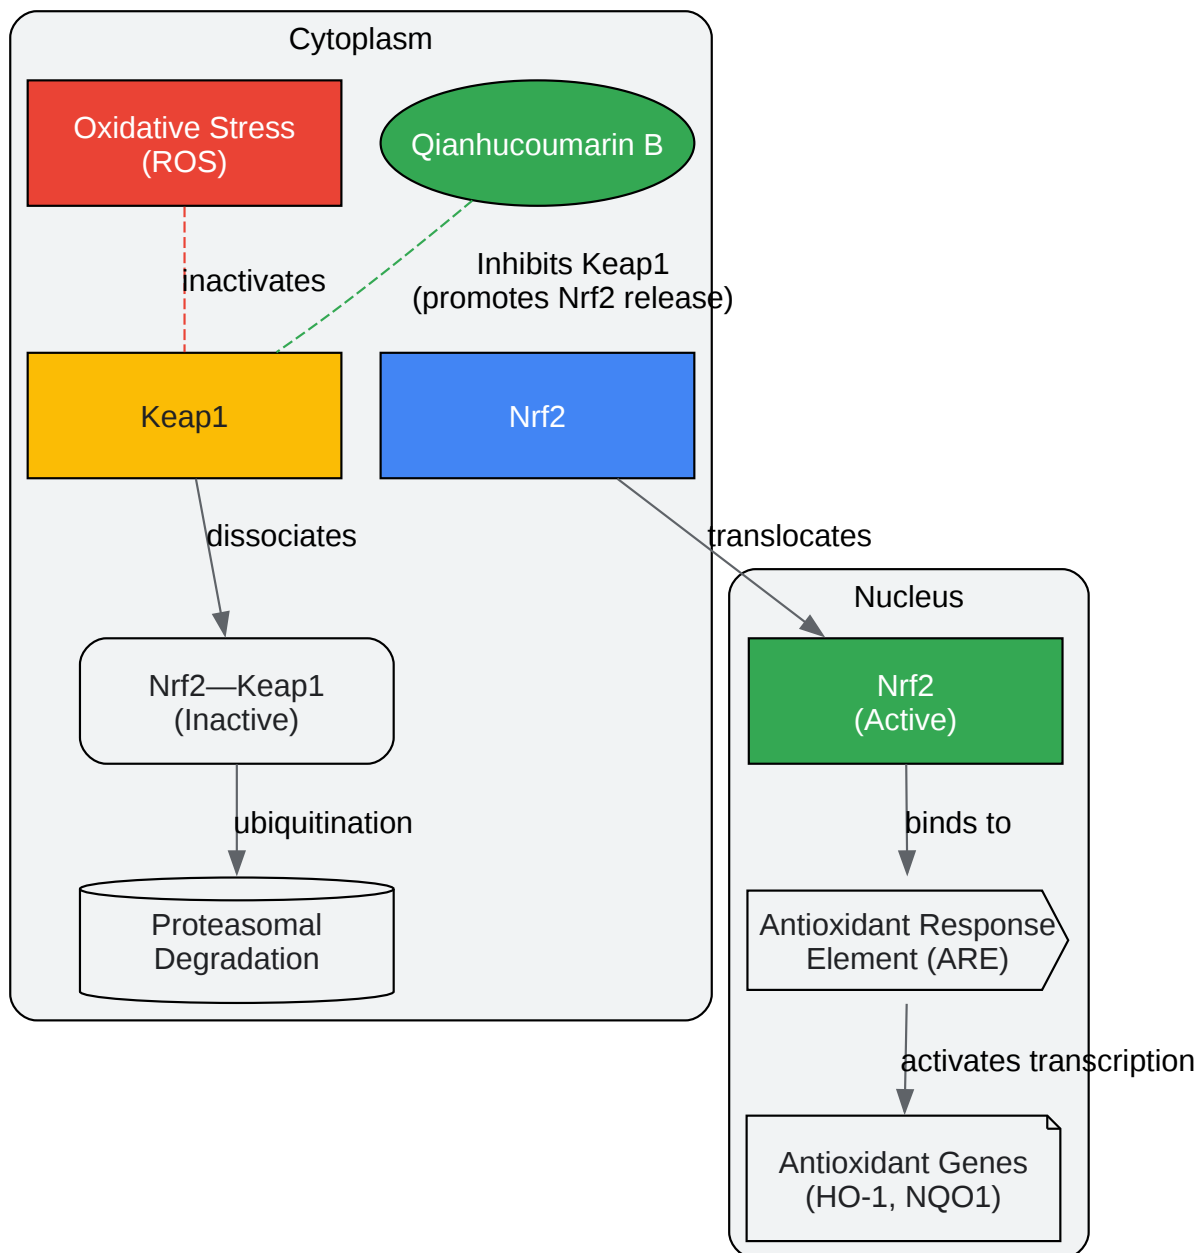 Cytoplasm
Oxidative Stress
(ROS)
Qianhucoumarin B
inactivates
Inhibits Keap1
(promotes Nrf2 release)
Keap1
Nrf2
dissociates
translocates
Nucleus
Nrf2—Keap1
(Inactive)
Nrf2
(Active)
ubiquitination
binds to
Proteasomal
Degradation
Antioxidant Response
Element (ARE)
activates transcription
Antioxidant Genes
(HO-1, NQO1)